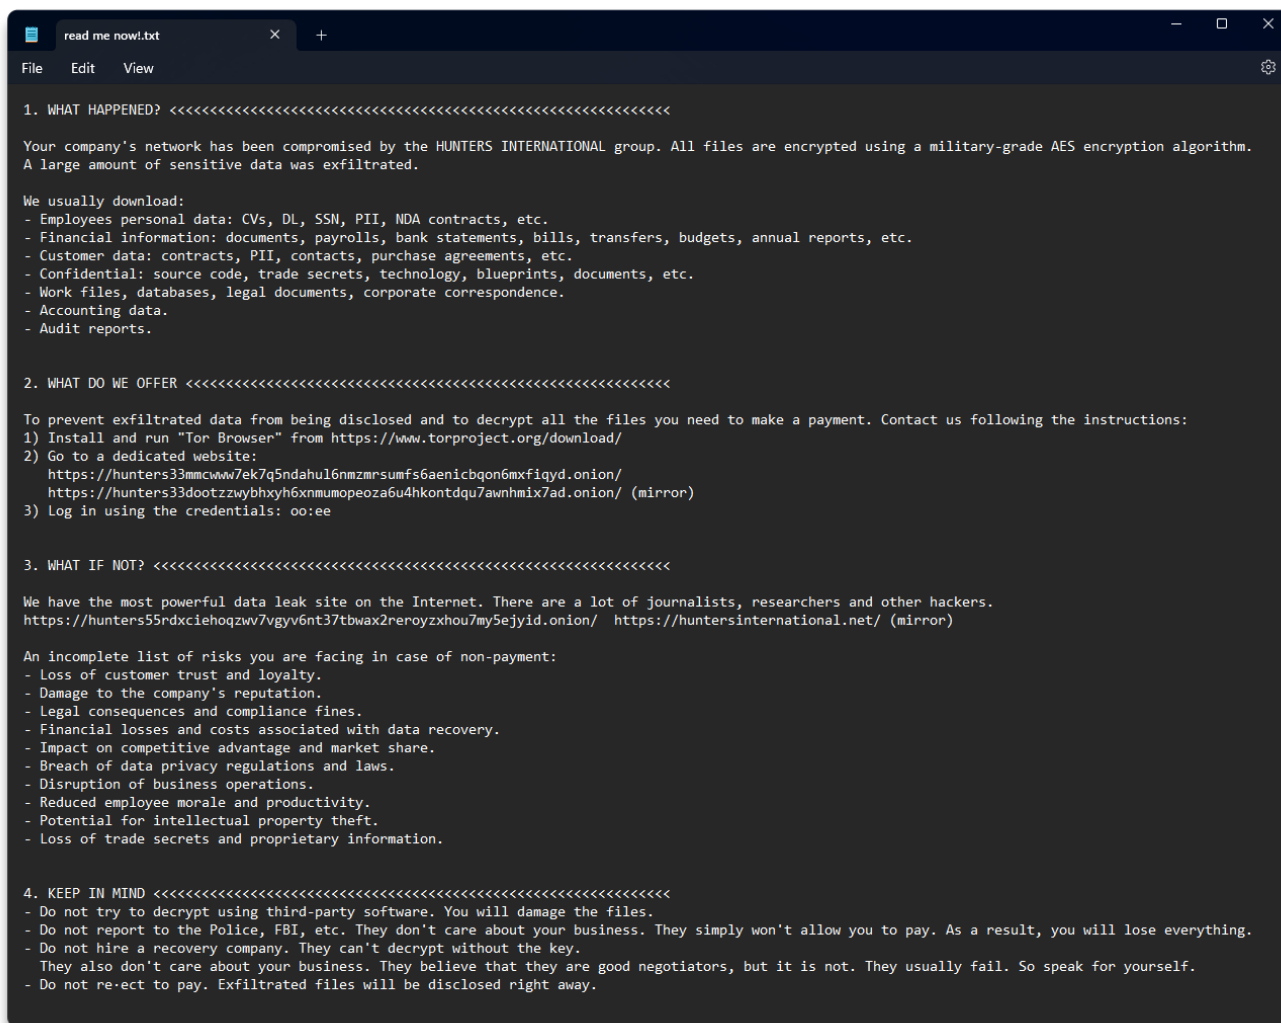 read me now!.txt
File Edit View
1. WHAT HAPPENED? <<<<<<<<<<<<<<<<<<<<<<<<<<<<<<<<<<<<<<<<<<<<<<<<<<<<<<<<<<<<<<
Your company's network has been compromised by the HUNTERS INTERNATIONAL group. All files are encrypted using a military-grade AES encryption algorithm.
A large amount of sensitive data was exfiltrated.
We usually download:
- Employees personal data: CVs, DL, SSN, PII, NDA contracts, etc.
- Financial information: documents, payrolls, bank statements, bills, transfers, budgets, annual reports, etc.
- Customer data: contracts, PII, contacts, purchase agreements, etc.
- Confidential: source code, trade secrets, technology, blueprints, documents, etc.
- Work files, databases, legal documents, corporate correspondence.
- Accounting data.
- Audit reports.
2. WHAT DO WE OFFER <<<<<<<<<<<<<<<<<<<<<<<<<<<<<<<<<<<<<<<<<<<<<<<<<<<<<<<<<<<<
To prevent exfiltrated data from being disclosed and to decrypt all the files you need to make a payment. Contact us following the instructions:
1) Install and run "Tor Browser" from https://www.torproject.org/download/
2) Go to a dedicated website:
https://hunters33mmcwww7ek7q5ndahul6nmzmrsumfs6aenicbqon6mxfiqyd.onion/
https://hunters33dootzzwybhxyh6xnmumopeoza6u4hkontdqu7awnhmix7ad.onion/ (mirror)
3) Log in using the credentials: oo:ee
3. WHAT IF NOT? <<<<<<<<<<<<<<<<<<<<<<<<<<<<<<<<<<<<<<<<<<<<<<<<<<<<<<<<<<<<<<<<
We have the most powerful data leak site on the Internet. There are a lot of journalists, researchers and other hackers.
https://hunters55rdxciehoqzwv7vgyv6nt37tbwax2reroyzxhou7my5ejyid.onion/ https://huntersinternational.net/ (mirror)
An incomplete list of risks you are facing in case of non-payment:
- Loss of customer trust and loyalty.
- Damage to the company's reputation.
- Legal consequences and compliance fines.
- Financial losses and costs associated with data recovery.
- Impact on competitive advantage and market share.
- Breach of data privacy regulations and laws.
- Disruption of business operations.
- Reduced employee morale and productivity.
- Potential for intellectual property theft.
- Loss of trade secrets and proprietary information.
4. KEEP IN MIND <<<<<<<<<<<<<<<<<<<<<<<<<<<<<<<<<<<<<<<<<<<<<<<<<<<<<<<<<<<<<<<<
- Do not try to decrypt using third-party software. You will damage the files.
- Do not report to the Police, FBI, etc. They don't care about your business. They simply won't allow you to pay. As a result, you will lose everything.
- Do not hire a recovery company. They can't decrypt without the key.
They also don't care about your business. They believe that they are good negotiators, but it is not. They usually fail. So speak for yourself.
- Do not re·ect to pay. Exfiltrated files will be disclosed right away.